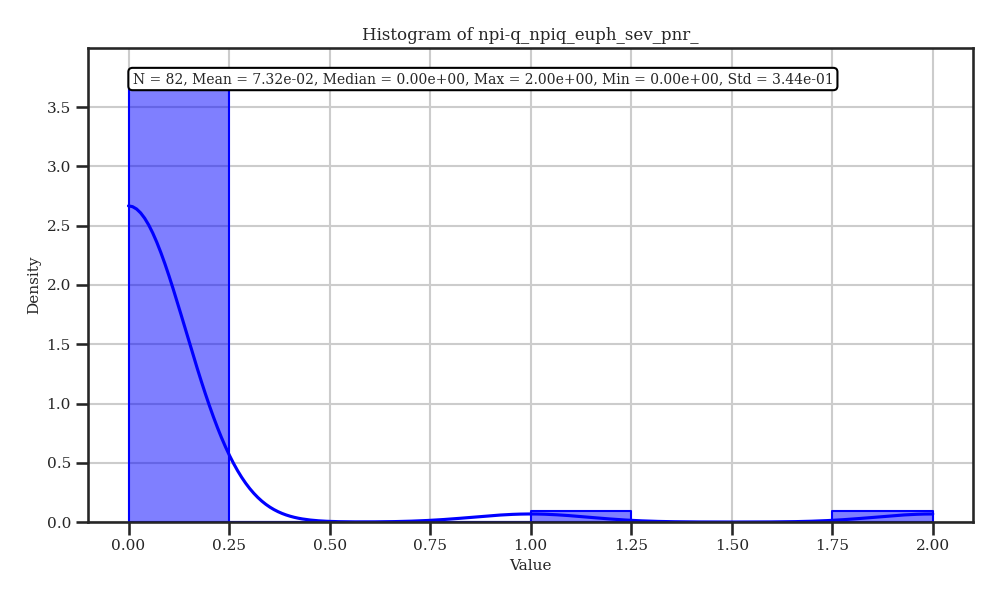 Histogram of npi-q_npiq_euph_sev_pnr_
N = 82, Mean = 7.32e-02, Median = 0.00e+00, Max = 2.00e+00, Min = 0.00e+00, Std = 3.44e-01
3.5
3.0
2.5
2.0
1.5
1.0
0.5
0.0
Density
0.00 0.25 0.50 0.75 1.00 1.25 1.50 1.75 2.00
Value